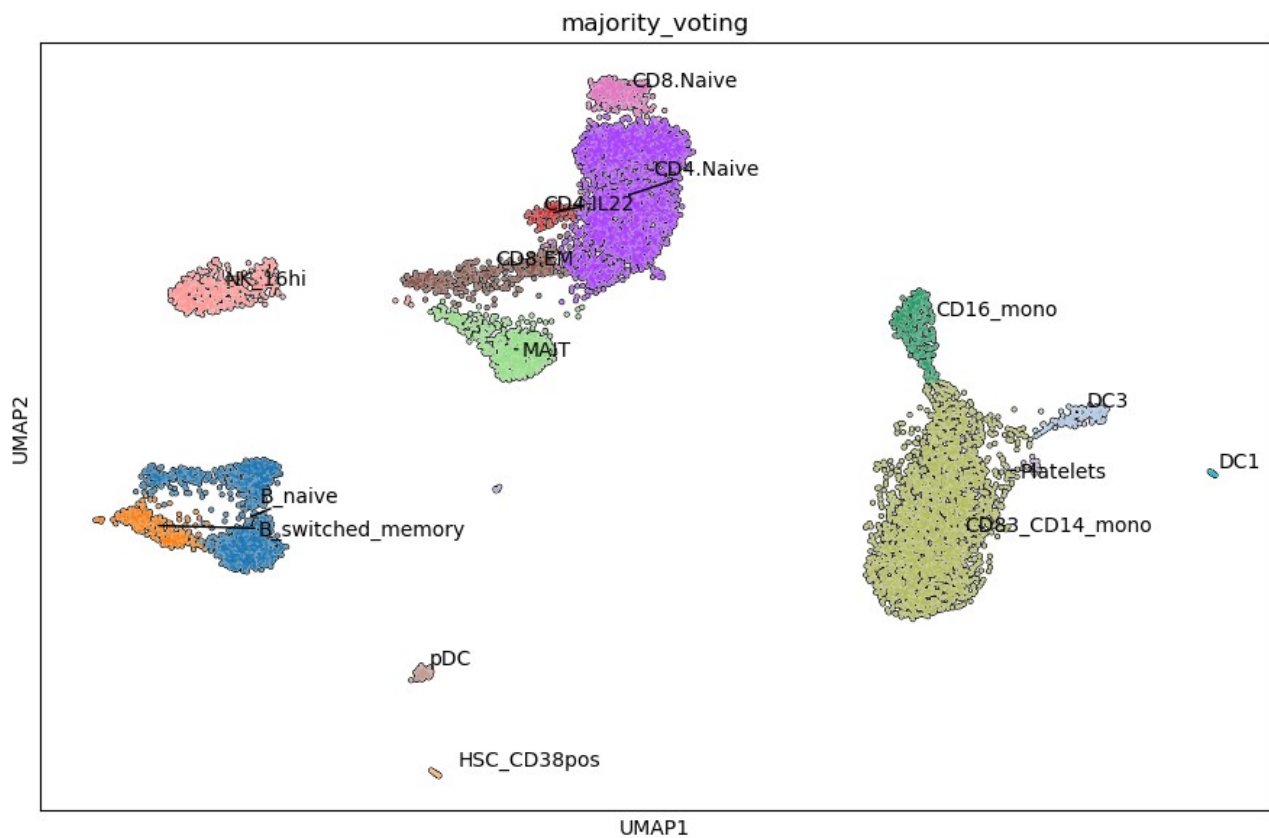 majority_voting
CD8.Naive
CD4.Naive
CD4.IL22
CD8.EM
NK_16hi
CD16_mono
MAIT
DC3
DC1
Platelets
B_naive
CD83_CD14_mono
B_switched_memory
pDC
HSC_CD38pos
UMAP2
UMAP1